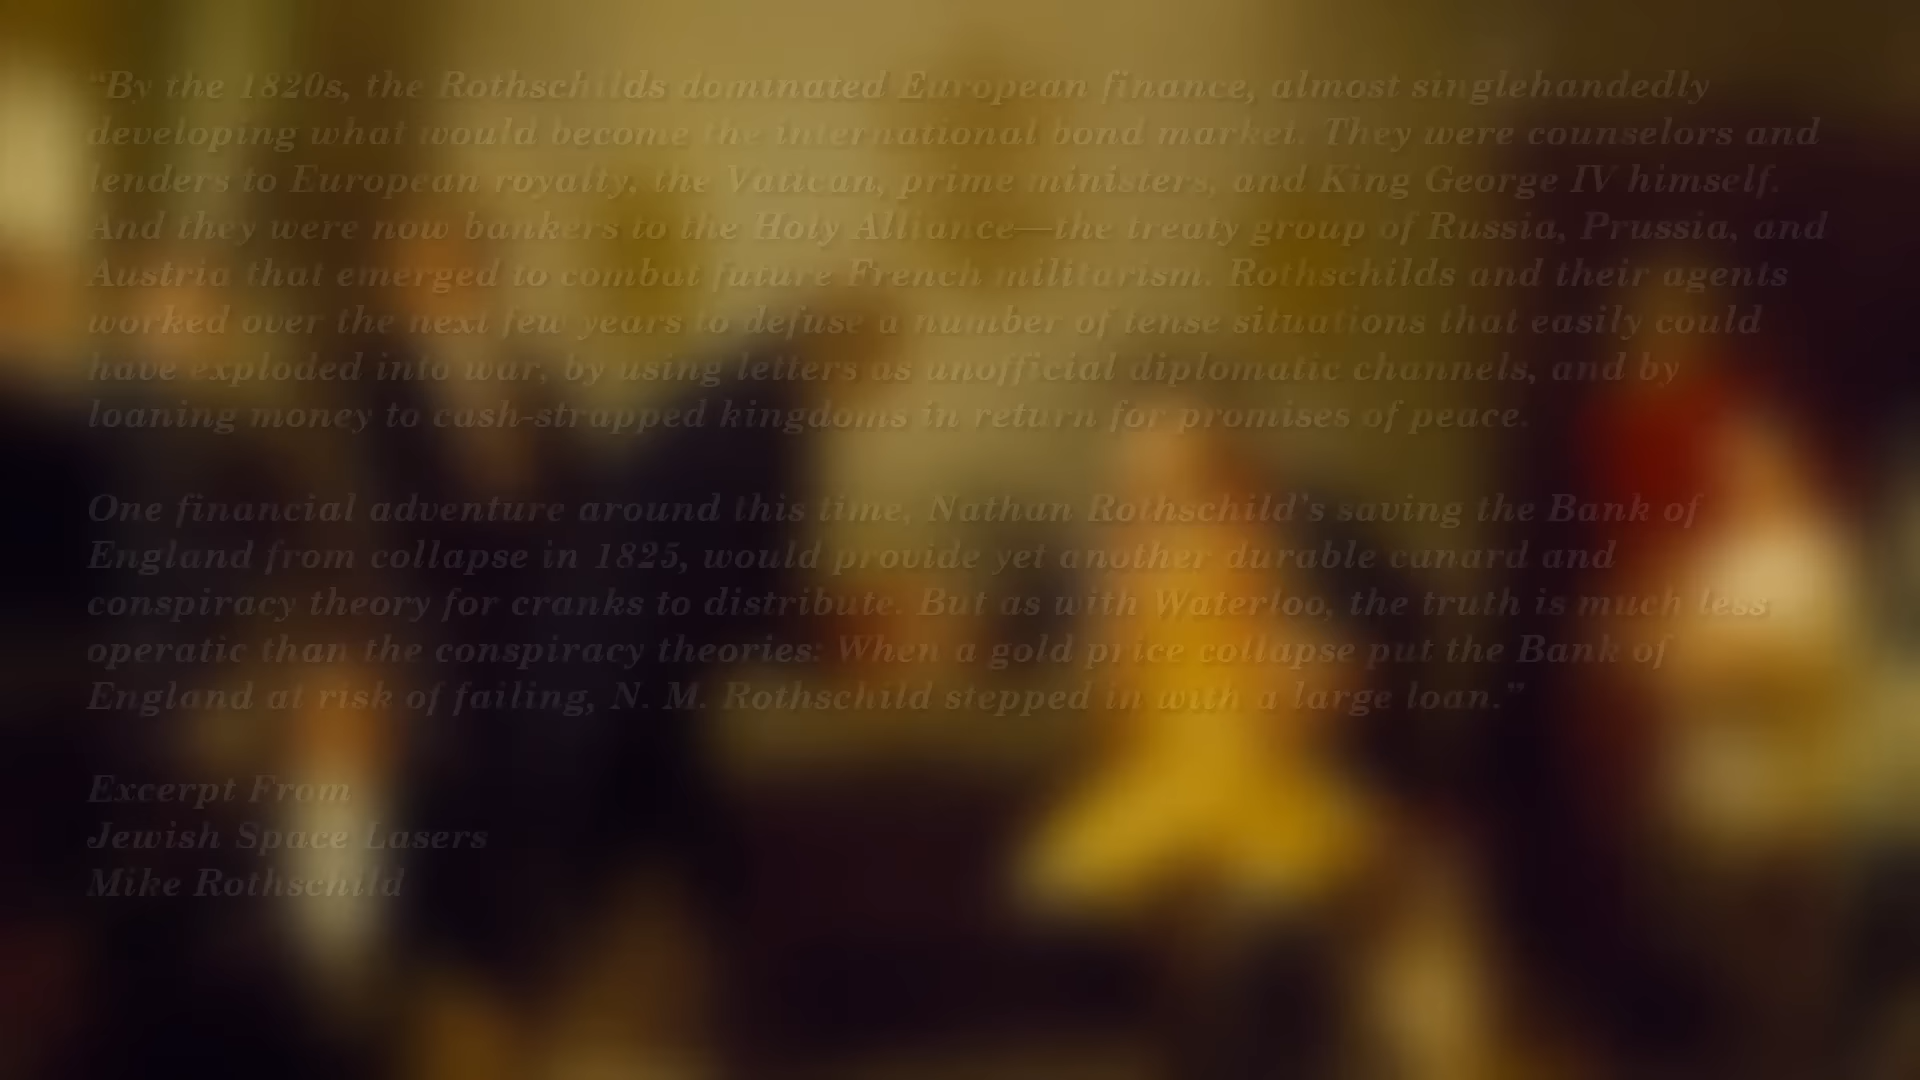 “By the 1820s, the Rothschilds dominated European finance, almost singlehandedly
developing what would become the international bond market. They were counselors and
lenders to European royalty, the Vatican, prime ministers, and King George IV himself.
And they were now bankers to the Holy Alliance—the treaty group of Russia, Prussia, and
Austria that emerged to combat future French militarism. Rothschilds and their agents
worked over the next few years to defuse a number of tense situations that easily could
have exploded into war, by using letters as unofficial diplomatic channels, and by
loaning money to cash-strapped kingdoms in return for promises of peace.
One financial adventure around this time, Nathan Rothschild’s saving the Bank of
England from collapse in 1825, would provide yet another durable canard and
conspiracy theory for cranks to distribute. But as with Waterloo, the truth is much less
operatic than the conspiracy theories: When a gold price collapse put the Bank of
England at risk of failing, N. M. Rothschild stepped in with a large loan.”
Excerpt From
Jewish Space Lasers
Mike Rothschild